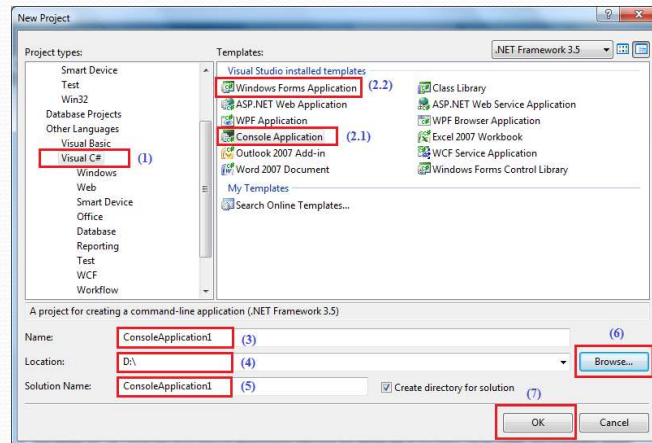 New Project
Project types:
Templates:
.NET Framework 3.5
Smart Device
Test
Win32
Database Projects
Other Languages
Visual Basic
Visual C#
(1)
Windows
Web
Smart Device
Office
Database
Reporting
Test
WCF
Workflow
Visual Studio installed templates
Windows Forms Application
(2.2)
Class Library
ASP.NET Web Application
ASP.NET Web Service Application
WPF Application
WPF Browser Application
Console Application
(2.1)
Excel 2007 Workbook
Outlook 2007 Add-in
WCF Service Application
Word 2007 Document
Windows Forms Control Library
My Templates
Search Online Templates...
A project for creating a command-line application (.NET Framework 3.5)
Name:
ConsoleApplication1
(3)
(6)
Location:
D:\
(4)
Browse...
Solution Name:
ConsoleApplication1
(5)
Create directory for solution
(7)
OK
Cancel